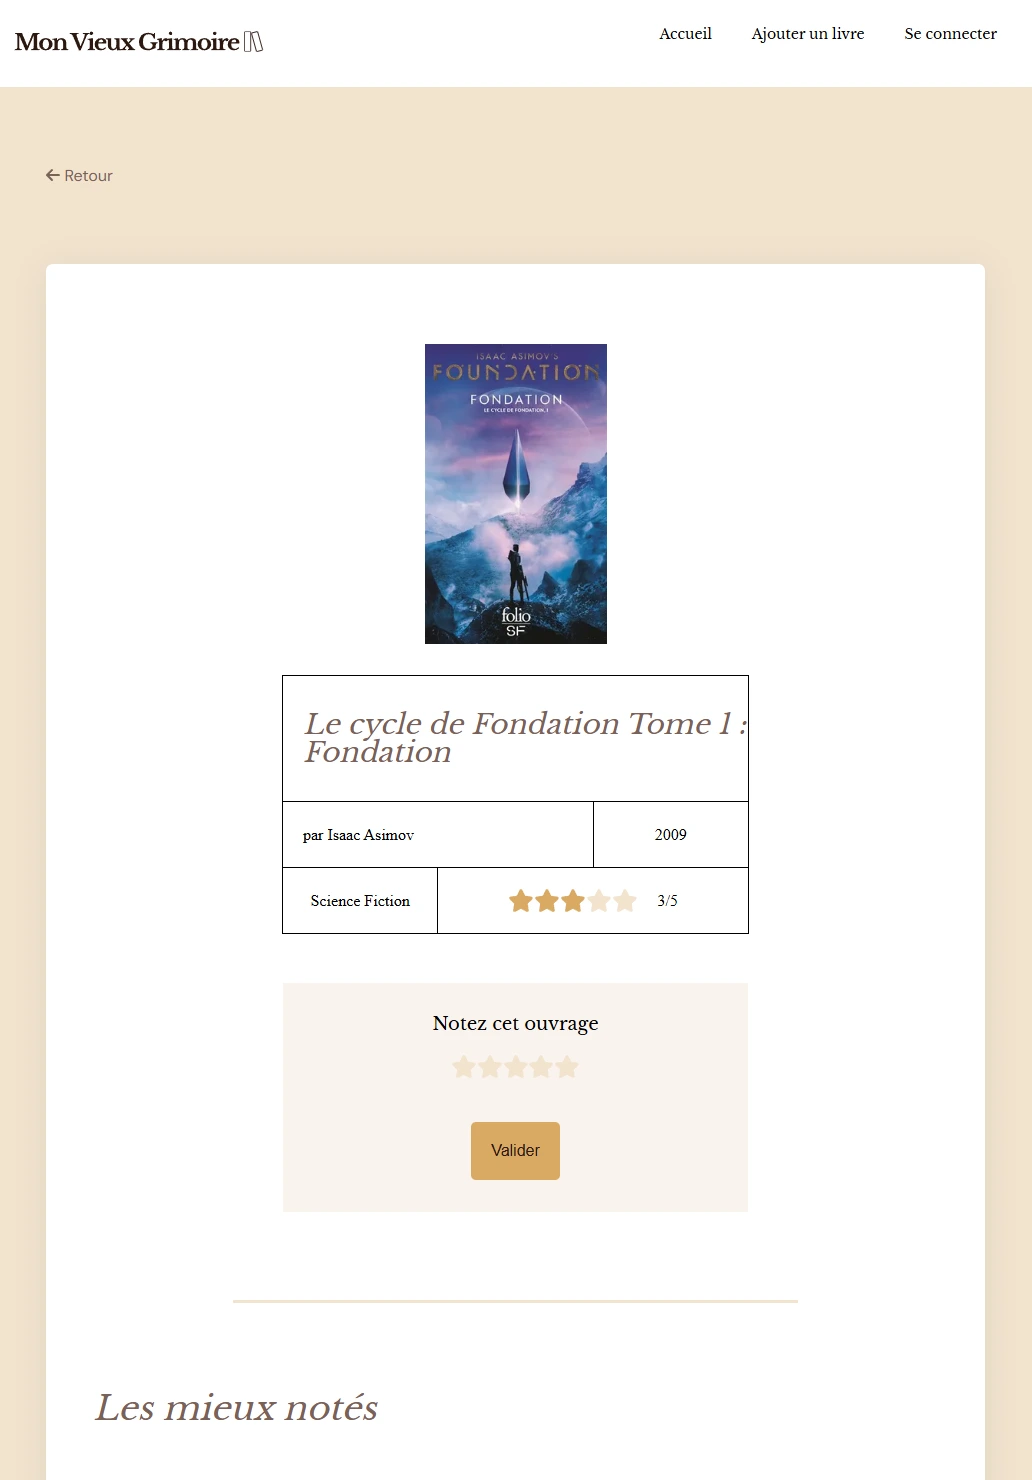 Mon Vieux Grimoire
Accueil
Ajouter un livre
Se connecter
Retour
ISAAC ASIMOV'S
FOUNDATION
FONDATION
LE CYCLE DE FONDATION, I
folio
SF
Le cycle de Fondation Tome 1 :
Fondation
par Isaac Asimov
2009
Science Fiction
3/5
Notez cet ouvrage
Valider
Les mieux notés